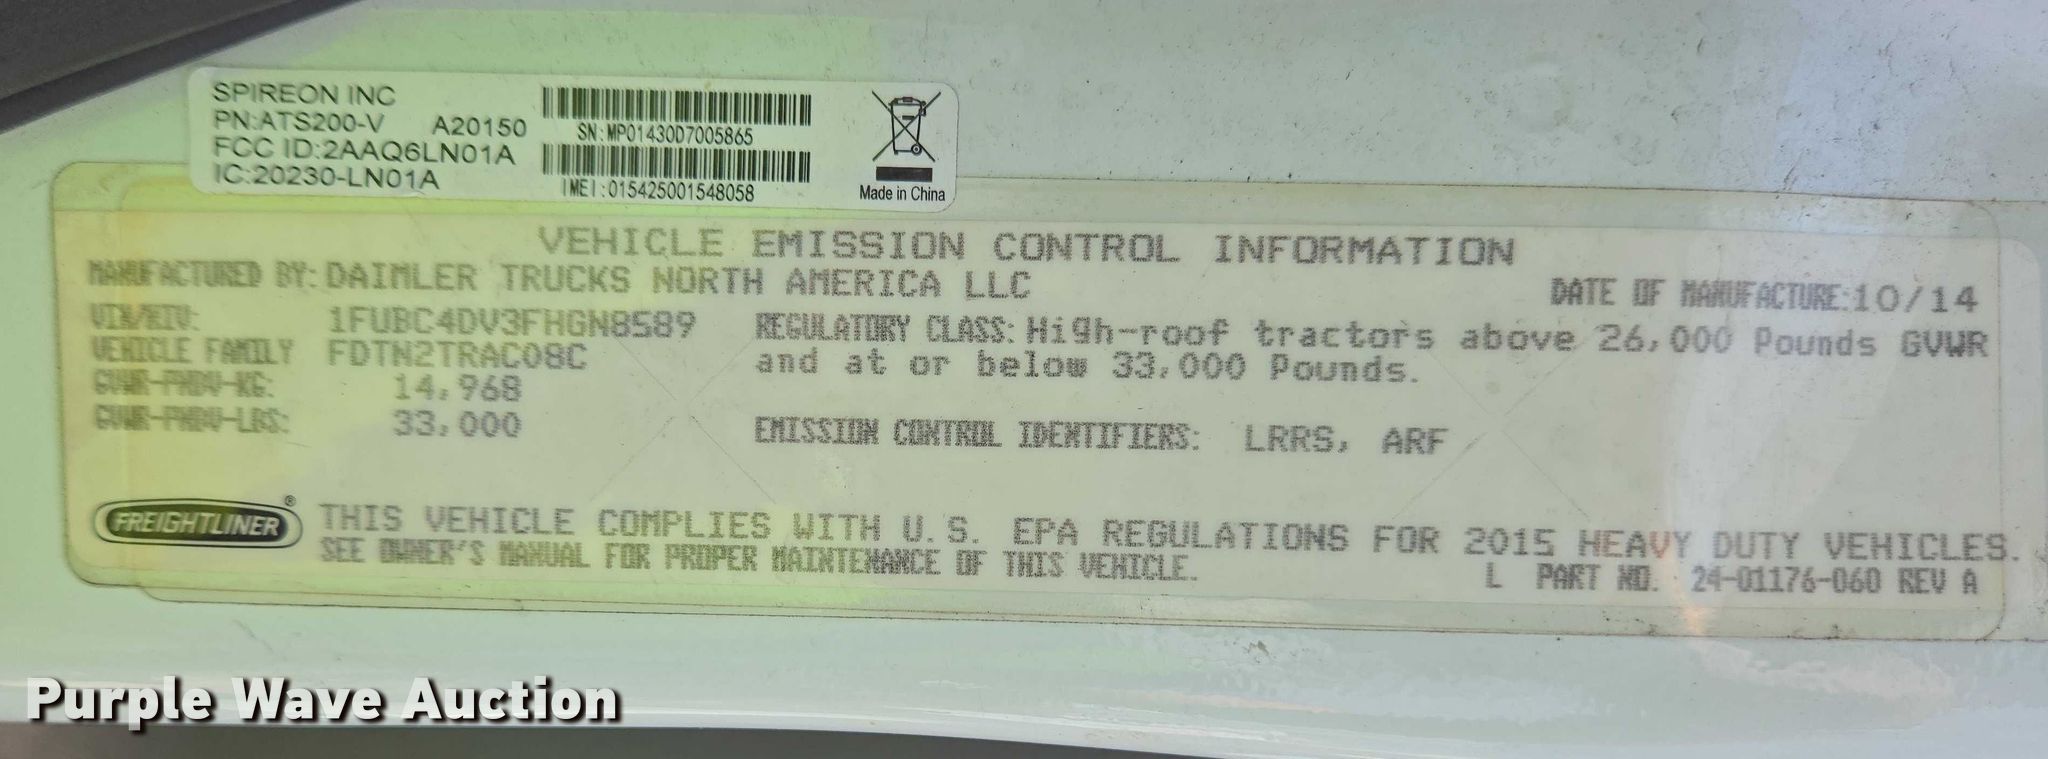 SPIREON INC
PN:ATS200-V A20150
FCC ID:2AAQ6LN01A
IC:20230-LN01A
SN:MP01430D7005865
IMEI:015425001548058
Made in China
VEHICLE EMISSION CONTROL INFORMATION
MANUFACTURED BY: DAIMLER TRUCKS NORTH AMERICA LLC
DATE OF MANUFACTURE:10/14
VIN/NIV: 1FUBC4DV3FHGN8589
VEHICLE FAMILY FDTN2TRAC08C
GVWR-PNBV-KG: 14,968
GVWR-PNBV-LBS: 33,000
REGULATORY CLASS: High-roof tractors above 26,000 Pounds GVWR
and at or below 33,000 Pounds.
EMISSION CONTROL IDENTIFIERS: LRRS, ARF
FREIGHTLINER®
THIS VEHICLE COMPLIES WITH U.S. EPA REGULATIONS FOR 2015 HEAVY DUTY VEHICLES.
SEE OWNER'S MANUAL FOR PROPER MAINTENANCE OF THIS VEHICLE.
L PART NO. 24-01176-060 REV A
Purple Wave Auction